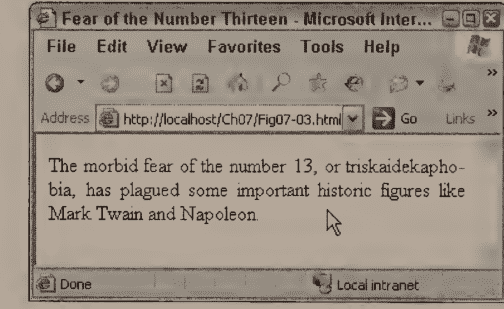 Fear of the Number Thirteen - Microsoft Inter...
File Edit View Favorites Tools Help
»
Address http://localhost/Ch07/Fig07-03.html Go Links »
The morbid fear of the number 13, or triskaidekapho-
bia, has plagued some important historic figures like
Mark Twain and Napoleon.
Done Local intranet